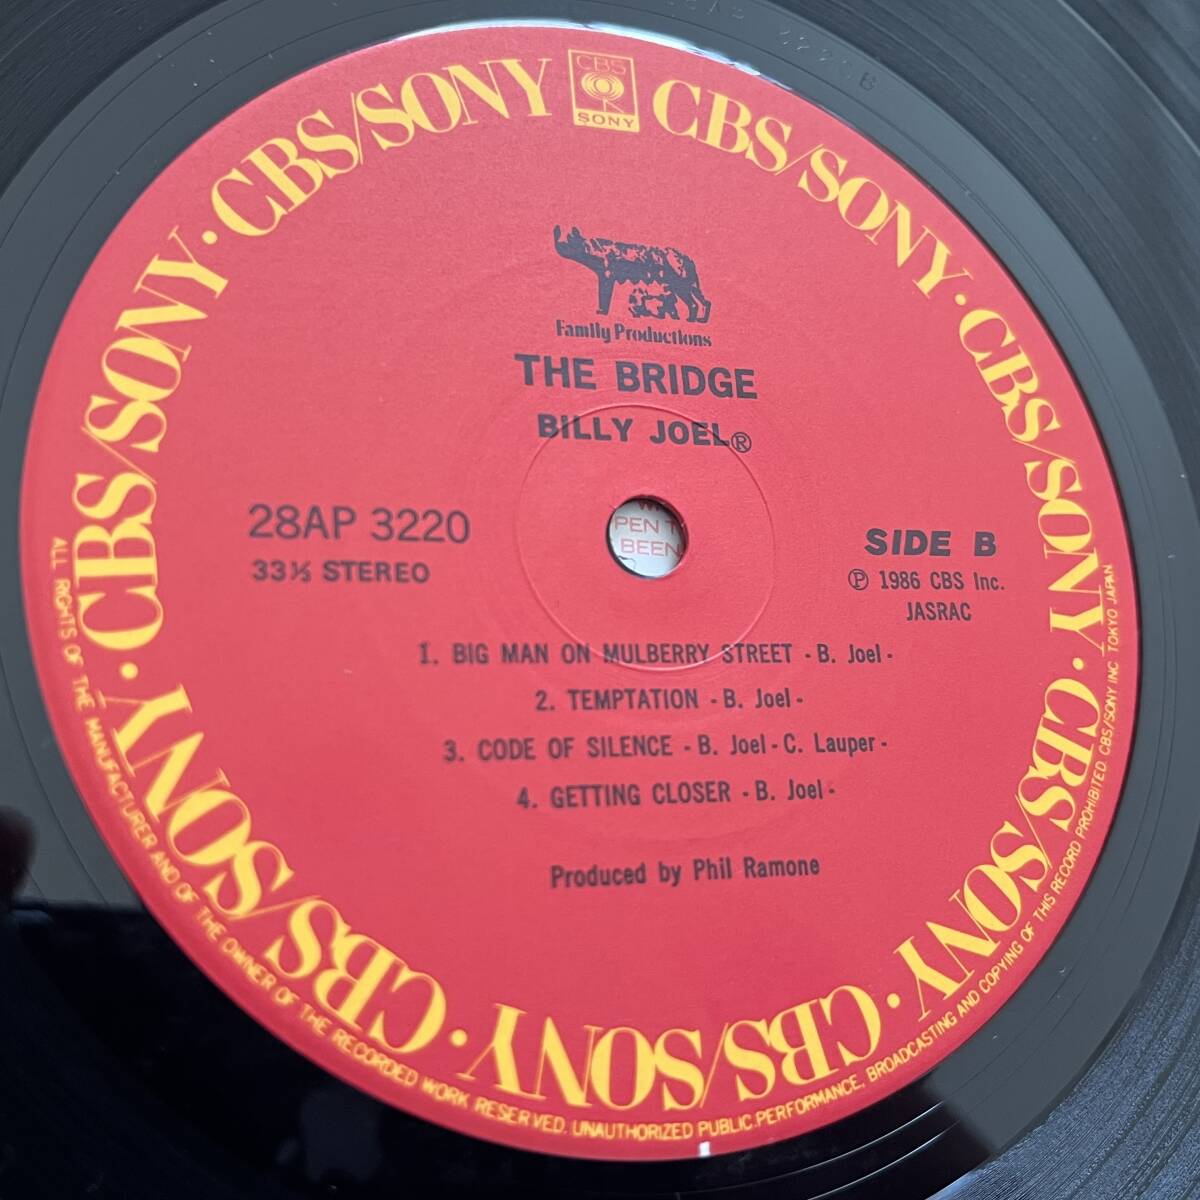 CBS/SONY · CBS/SONY · CBS/SONY · CBS/SONY · CBS/SONY · CBS/SONY · CBS/SONY · CBS/SONY · CBS/SONY
CBS
SONY
Family Productions
THE BRIDGE
BILLY JOEL®
28AP 3220
33⅓ STEREO
SIDE B
℗ 1986 CBS Inc.
JASRAC
PEN T
BEEN
1. BIG MAN ON MULBERRY STREET - B. Joel -
2. TEMPTATION - B. Joel -
3. CODE OF SILENCE - B. Joel - C. Lauper -
4. GETTING CLOSER - B. Joel -
Produced by Phil Ramone
ALL RIGHTS OF THE MANUFACTURER AND OF THE OWNER OF THE RECORDED WORK RESERVED. UNAUTHORIZED PUBLIC PERFORMANCE, BROADCASTING AND COPYING OF THIS RECORD PROHIBITED. CBS/SONY INC. TOKYO JAPAN